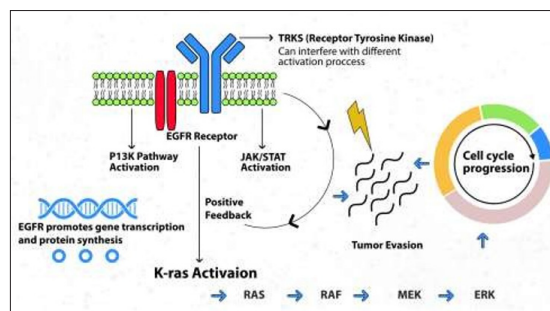 TRKS (Receptor Tyrosine Kinase)
Can interfere with different
activation proccess
EGFR Receptor
P13K Pathway
Activation
JAK/STAT
Activation
Cell cycle
progression
Positive
Feedback
EGFR promotes gene transcription
and protein synthesis
Tumor Evasion
K-ras Activaion
RAS
RAF
MEK
ERK